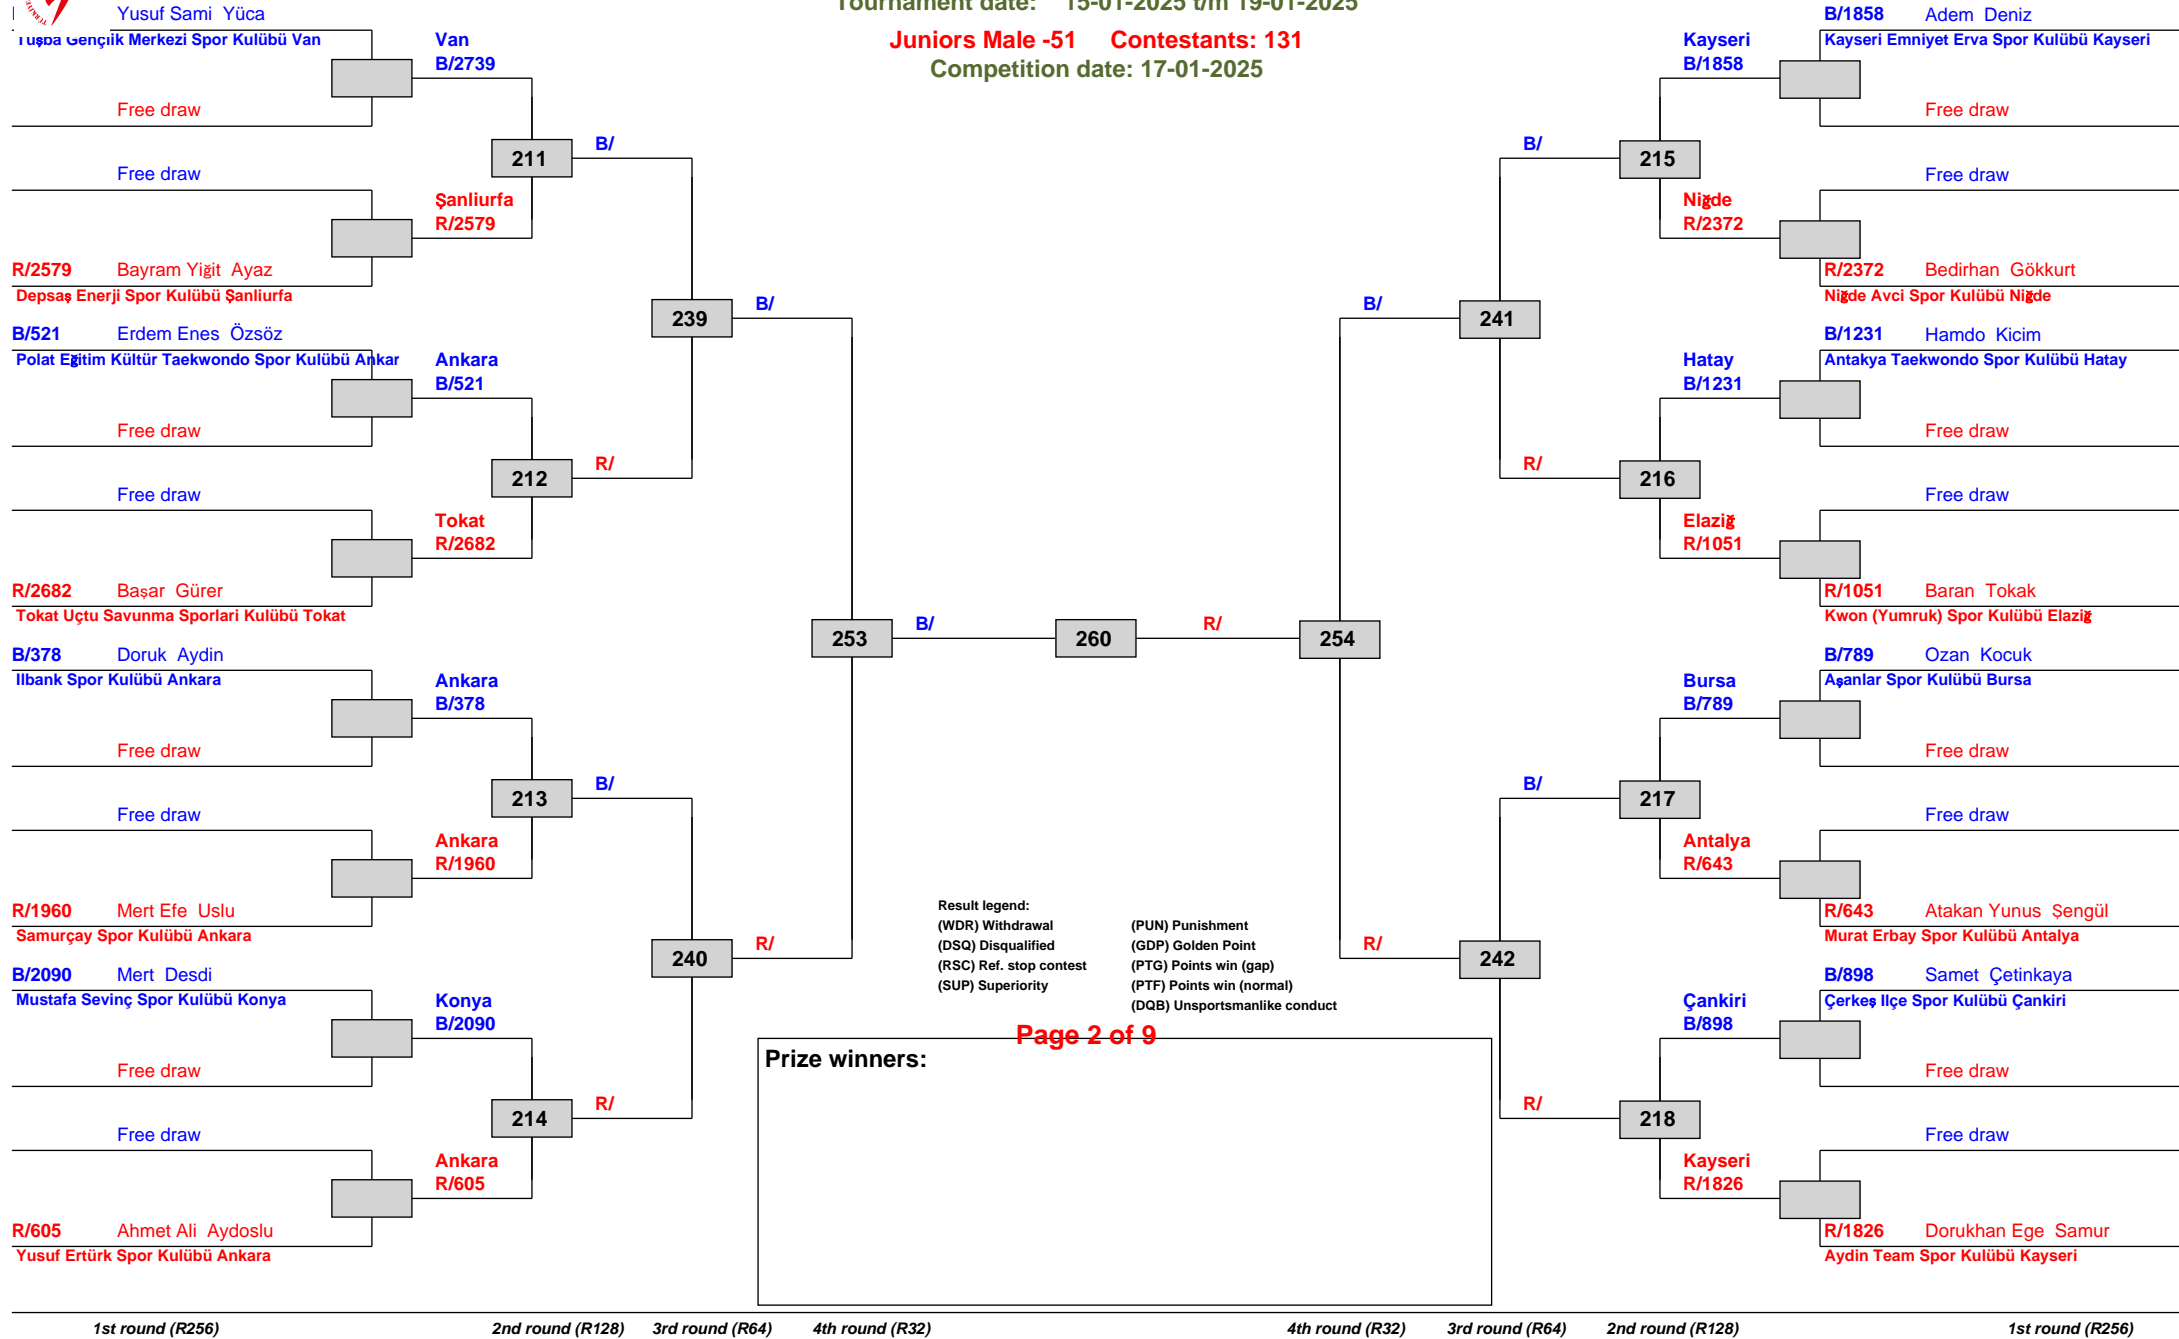 Tournament date: 15-01-2025 t/m 19-01-2025
Juniors Male -51 Contestants: 131
Competition date: 17-01-2025
Yusuf Sami Yüca
Tuşba Gençlik Merkezi Spor Kulübü Van
Van
B/2739
Free draw
211
B/
Free draw
Şanliurfa
R/2579
R/2579 Bayram Yiğit Ayaz
Depsaş Enerji Spor Kulübü Şanliurfa
239
B/
B/521 Erdem Enes Özsöz
Polat Eğitim Kültür Taekwondo Spor Kulübü Ankar
Ankara
B/521
Free draw
212
R/
Free draw
Tokat
R/2682
R/2682 Başar Gürer
Tokat Uçtu Savunma Sporlari Kulübü Tokat
253
B/
B/378 Doruk Aydin
Ilbank Spor Kulübü Ankara
Ankara
B/378
Free draw
213
B/
Free draw
Ankara
R/1960
R/1960 Mert Efe Uslu
Samurçay Spor Kulübü Ankara
240
R/
B/2090 Mert Desdi
Mustafa Sevinç Spor Kulübü Konya
Konya
B/2090
Free draw
214
R/
Free draw
Ankara
R/605
R/605 Ahmet Ali Aydoslu
Yusuf Ertürk Spor Kulübü Ankara
260
R/
254
B/1858 Adem Deniz
Kayseri Emniyet Erva Spor Kulübü Kayseri
Kayseri
B/1858
Free draw
B/
215
Free draw
Niğde
R/2372
R/2372 Bedirhan Gökkurt
Niğde Avci Spor Kulübü Niğde
B/
241
B/1231 Hamdo Kicim
Antakya Taekwondo Spor Kulübü Hatay
Hatay
B/1231
Free draw
R/
216
Free draw
Elaziğ
R/1051
R/1051 Baran Tokak
Kwon (Yumruk) Spor Kulübü Elaziğ
B/789 Ozan Kocuk
Aşanlar Spor Kulübü Bursa
Bursa
B/789
Free draw
B/
217
Free draw
Antalya
R/643
R/643 Atakan Yunus Şengül
Murat Erbay Spor Kulübü Antalya
R/
242
B/898 Samet Çetinkaya
Çerkeş Ilçe Spor Kulübü Çankiri
Çankiri
B/898
Free draw
R/
218
Free draw
Kayseri
R/1826
R/1826 Dorukhan Ege Samur
Aydin Team Spor Kulübü Kayseri
Result legend:
(WDR) Withdrawal (PUN) Punishment
(DSQ) Disqualified (GDP) Golden Point
(RSC) Ref. stop contest (PTG) Points win (gap)
(SUP) Superiority (PTF) Points win (normal)
(DQB) Unsportsmanlike conduct
Page 2 of 9
Prize winners:
1st round (R256) 2nd round (R128) 3rd round (R64) 4th round (R32) 4th round (R32) 3rd round (R64) 2nd round (R128) 1st round (R256)